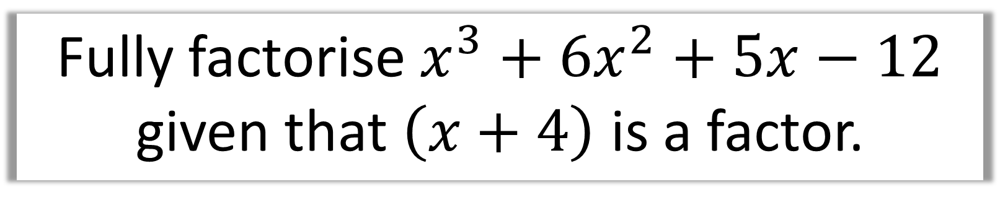 Fully factorise x³ + 6x² + 5x − 12
given that (x + 4) is a factor.